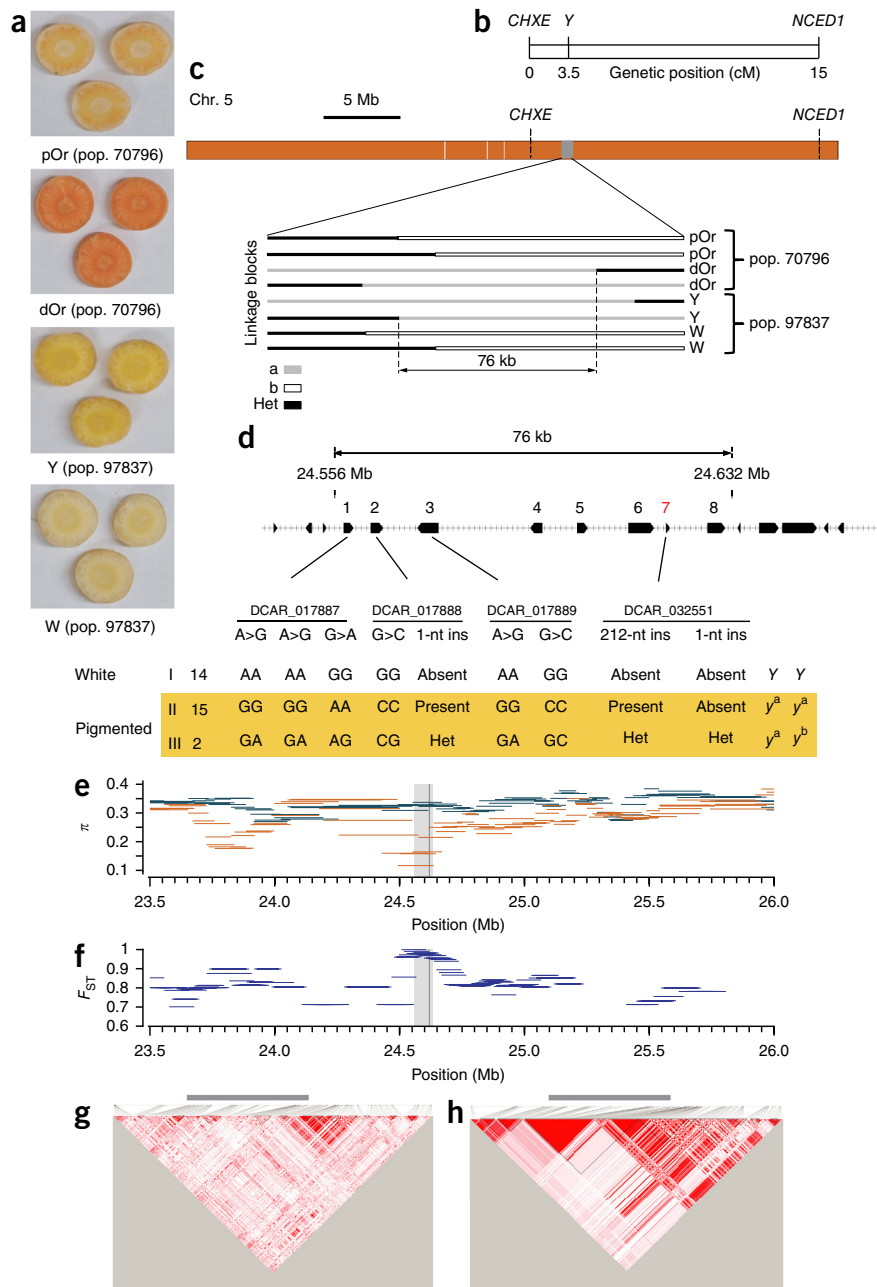 a
pOr (pop. 70796)
dOr (pop. 70796)
Y (pop. 97837)
W (pop. 97837)
b
CHXE Y NCED1
0 3.5 Genetic position (cM) 15
c
Chr. 5
5 Mb
CHXE NCED1
Linkage blocks
pOr
pOr
dOr
dOr
Y
Y
W
W
pop. 70796
pop. 97837
76 kb
a
b
Het
d
76 kb
24.556 Mb 24.632 Mb
1 2 3 4 5 6 7 8
DCAR_017887 DCAR_017888 DCAR_017889 DCAR_032551
A>G A>G G>A G>C 1-nt ins A>G G>C 212-nt ins 1-nt ins
White I 14 AA AA GG GG Absent AA GG Absent Absent Y Y
Pigmented
II 15 GG GG AA CC Present GG CC Present Absent yᵃ yᵃ
III 2 GA GA AG CG Het GA GC Het Het yᵃ yᵇ
e
π
0.4
0.3
0.2
0.1
23.5 24.0 24.5 25.0 25.5 26.0
Position (Mb)
f
FST
1
0.9
0.8
0.7
0.6
23.5 24.0 24.5 25.0 25.5 26.0
Position (Mb)
g
h